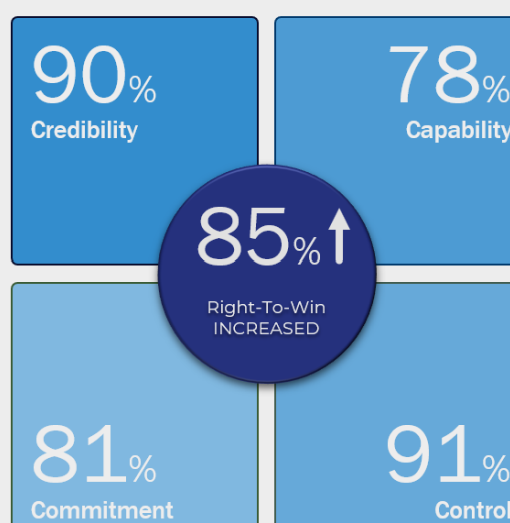 90%
Credibility
78%
Capability
85%
Right-To-Win
INCREASED
81%
Commitment
91%
Control